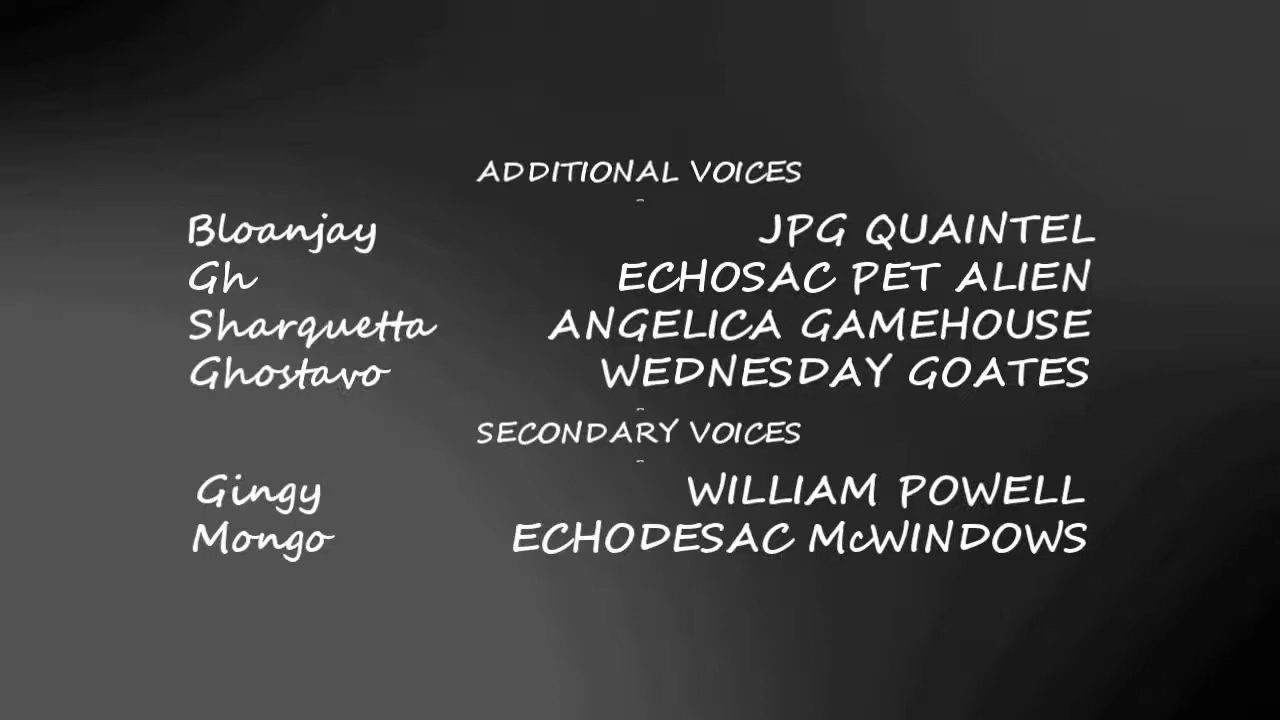 ADDITIONAL VOICES
Bloanjay JPG QUAINTEL
Gh ECHOSAC PET ALIEN
Sharquetta ANGELICA GAMEHOUSE
Ghostavo WEDNESDAY GOATES
SECONDARY VOICES
Gingy WILLIAM POWELL
Mongo ECHODESAC McWINDOWS